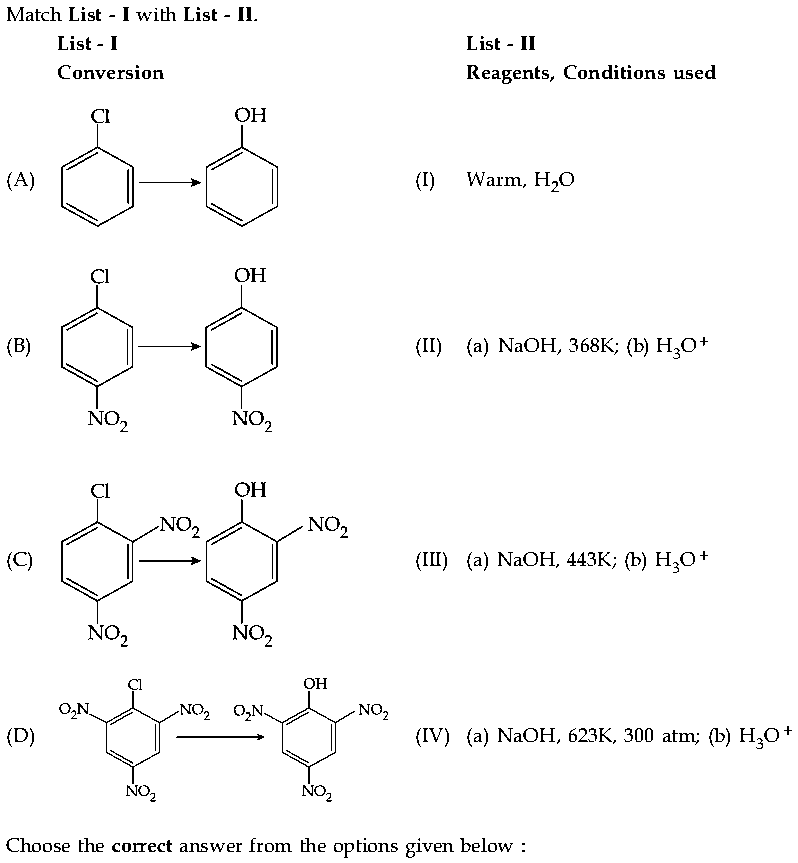 Match List - I with List - II.
List - I List - II
Conversion Reagents, Conditions used
Cl OH
(A) (I) Warm, H₂O
Cl OH
(B) (II) (a) NaOH, 368K; (b) H₃O⁺
NO₂ NO₂
Cl OH
NO₂ NO₂
(C) (III) (a) NaOH, 443K; (b) H₃O⁺
NO₂ NO₂
Cl OH
O₂N NO₂ O₂N NO₂
(D) (IV) (a) NaOH, 623K, 300 atm; (b) H₃O⁺
NO₂ NO₂
Choose the correct answer from the options given below :